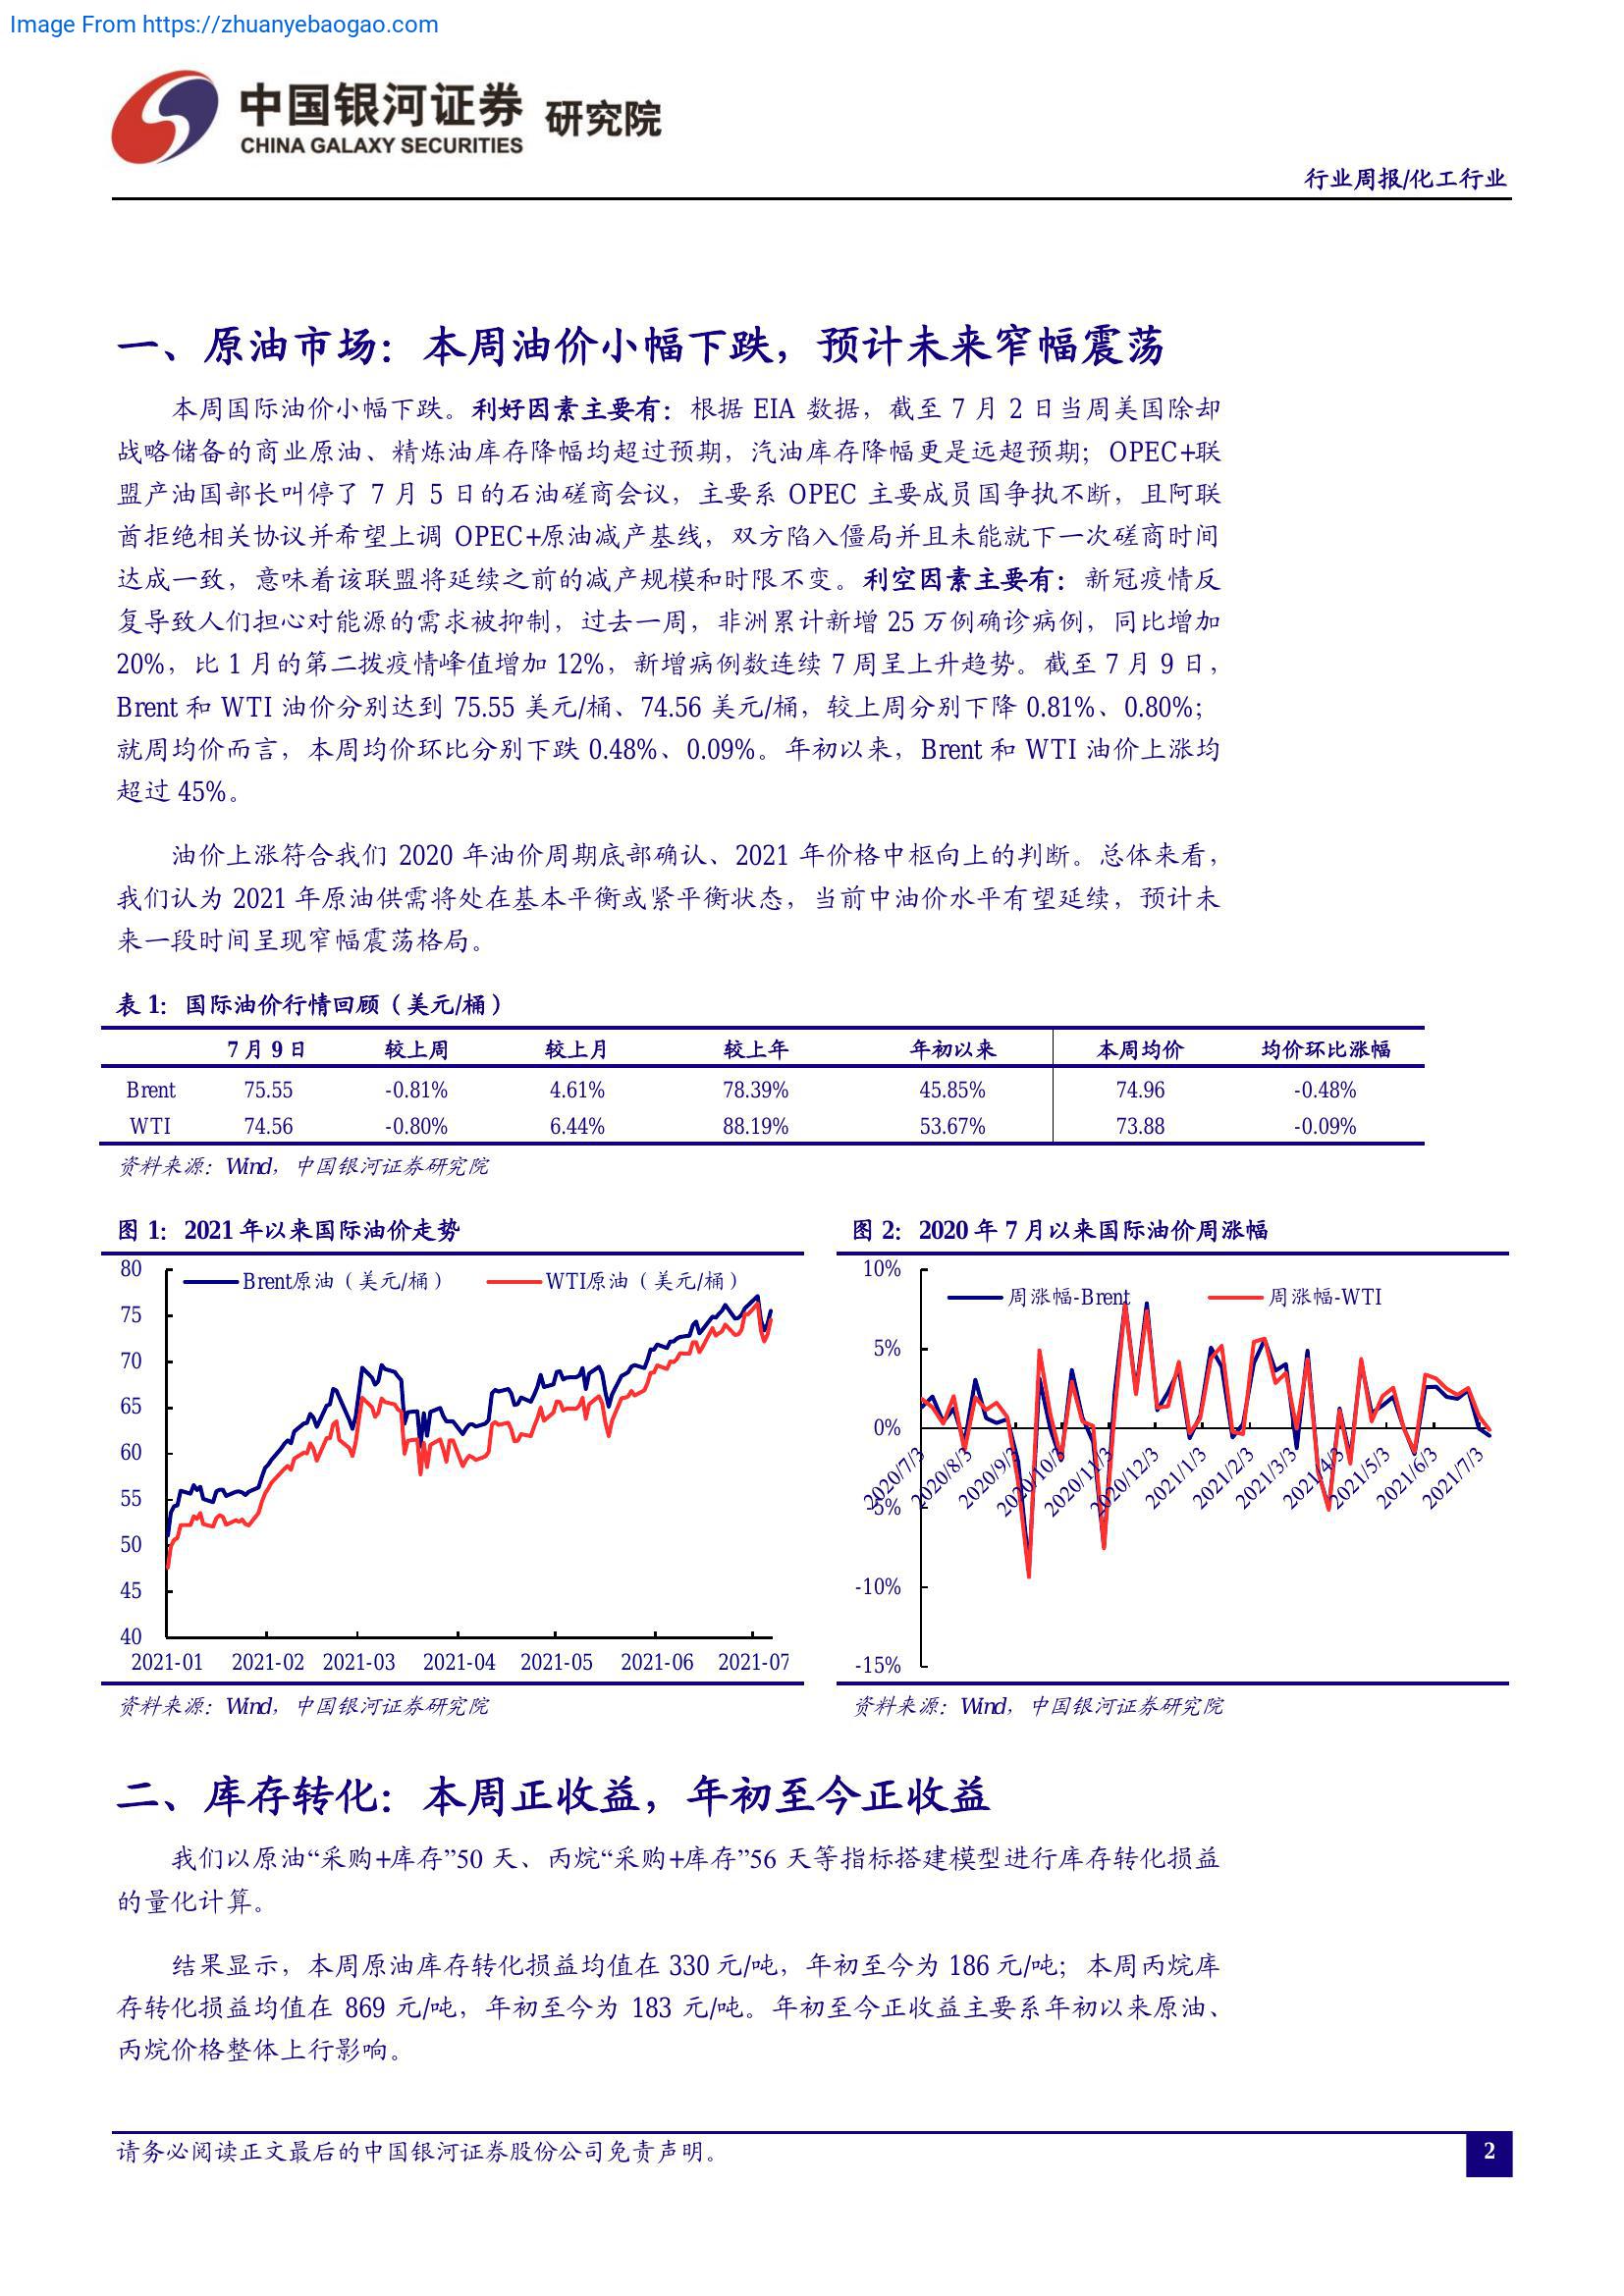 Image From https://zhuanyebaogao.com
中国银河证券 研究院
CHINA GALAXY SECURITIES
行业周报/化工行业
一、原油市场：本周油价小幅下跌，预计未来窄幅震荡
本周国际油价小幅下跌。利好因素主要有：根据 EIA 数据，截至 7 月 2 日当周美国除却
战略储备的商业原油、精炼油库存降幅均超过预期，汽油库存降幅更是远超预期；OPEC+联
盟产油国部长叫停了 7 月 5 日的石油磋商会议，主要系 OPEC 主要成员国争执不断，且阿联
酋拒绝相关协议并希望上调 OPEC+原油减产基线，双方陷入僵局并且未能就下一次磋商时间
达成一致，意味着该联盟将延续之前的减产规模和时限不变。利空因素主要有：新冠疫情反
复导致人们担心对能源的需求被抑制，过去一周，非洲累计新增 25 万例确诊病例，同比增加
20%，比 1 月的第二拨疫情峰值增加 12%，新增病例数连续 7 周呈上升趋势。截至 7 月 9 日，
Brent 和 WTI 油价分别达到 75.55 美元/桶、74.56 美元/桶，较上周分别下降 0.81%、0.80%；
就周均价而言，本周均价环比分别下跌 0.48%、0.09%。年初以来，Brent 和 WTI 油价上涨均
超过 45%。
油价上涨符合我们 2020 年油价周期底部确认、2021 年价格中枢向上的判断。总体来看，
我们认为 2021 年原油供需将处在基本平衡或紧平衡状态，当前中油价水平有望延续，预计未
来一段时间呈现窄幅震荡格局。
表 1：国际油价行情回顾（美元/桶）
7 月 9 日 较上周 较上月 较上年 年初以来 本周均价 均价环比涨幅
Brent 75.55 -0.81% 4.61% 78.39% 45.85% 74.96 -0.48%
WTI 74.56 -0.80% 6.44% 88.19% 53.67% 73.88 -0.09%
资料来源：Wind，中国银河证券研究院
图 1：2021 年以来国际油价走势
Brent原油（美元/桶） WTI原油（美元/桶）
80
75
70
65
60
55
50
45
40
2021-01 2021-02 2021-03 2021-04 2021-05 2021-06 2021-07
资料来源：Wind，中国银河证券研究院
图 2：2020 年 7 月以来国际油价周涨幅
周涨幅-Brent 周涨幅-WTI
10%
5%
0%
-5%
-10%
-15%
2020/7/3 2020/8/3 2020/9/3 2020/10/3 2020/11/3 2020/12/3 2021/1/3 2021/2/3 2021/3/3 2021/4/3 2021/5/3 2021/6/3 2021/7/3
资料来源：Wind，中国银河证券研究院
二、库存转化：本周正收益，年初至今正收益
我们以原油“采购+库存”50 天、丙烷“采购+库存”56 天等指标搭建模型进行库存转化损益
的量化计算。
结果显示，本周原油库存转化损益均值在 330 元/吨，年初至今为 186 元/吨；本周丙烷库
存转化损益均值在 869 元/吨，年初至今为 183 元/吨。年初至今正收益主要系年初以来原油、
丙烷价格整体上行影响。
请务必阅读正文最后的中国银河证券股份公司免责声明。
2